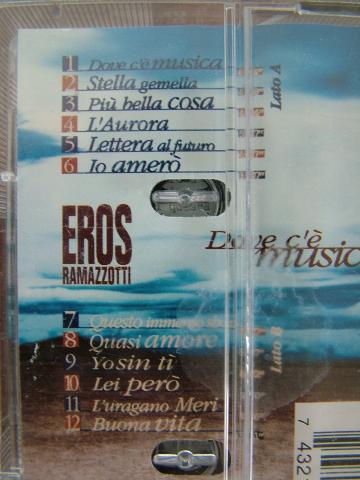 1 Dove c'è musica
2 Stella gemella
3 Più bella cosa
4 L'Aurora
5 Lettera al futuro
6 Io amerò
Lato A
EROS
RAMAZZOTTI
Dove c'è
music
7 Questo immenso
8 Quasi amore
9 Yo sin tì
10 Lei però
11 L'uragano Meri
12 Buona vita
Lato B
7 432